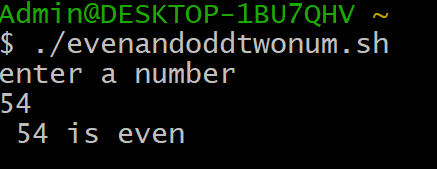 Admin@DESKTOP-1BU7QHV ~
$ ./evenandoddtwonum.sh
enter a number
54
 54 is even